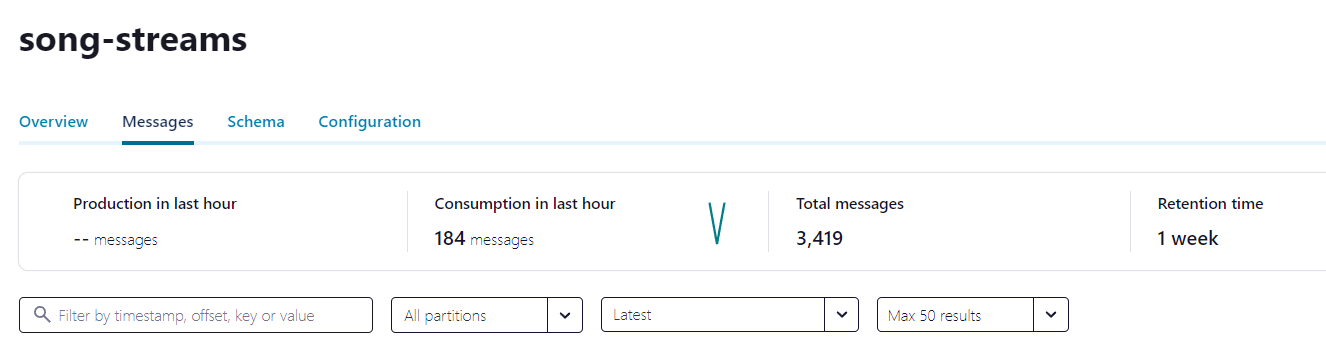 song-streams
Overview Messages Schema Configuration
Production in last hour Consumption in last hour Total messages Retention time
-- messages 184 messages 3,419 1 week
Filter by timestamp, offset, key or value All partitions Latest Max 50 results